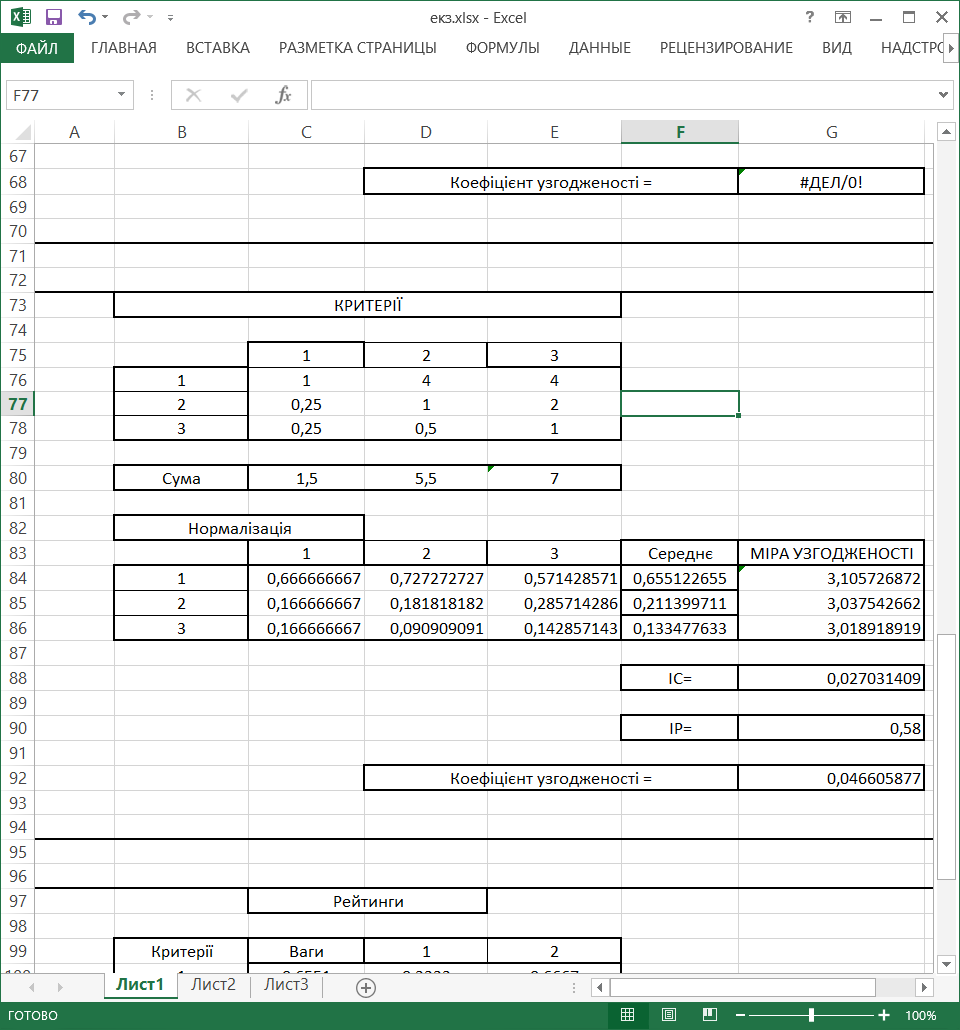 екз.xlsx - Excel
ФАЙЛ ГЛАВНАЯ ВСТАВКА РАЗМЕТКА СТРАНИЦЫ ФОРМУЛЫ ДАННЫЕ РЕЦЕНЗИРОВАНИЕ ВИД НАДСТРО
F77 fx
A B C D E F G
67
68 Коефіцієнт узгодженості = #ДЕЛ/0!
69
70
71
72
73 КРИТЕРІЇ
74
75 1 2 3
76 1 1 4 4
77 2 0,25 1 2
78 3 0,25 0,5 1
79
80 Сума 1,5 5,5 7
81
82 Нормалізація
83 1 2 3 Середнє МІРА УЗГОДЖЕНОСТІ
84 1 0,666666667 0,727272727 0,571428571 0,655122655 3,105726872
85 2 0,166666667 0,181818182 0,285714286 0,211399711 3,037542662
86 3 0,166666667 0,090909091 0,142857143 0,133477633 3,018918919
87
88 ІС= 0,027031409
89
90 ІР= 0,58
91
92 Коефіцієнт узгодженості = 0,046605877
93
94
95
96
97 Рейтинги
98
99 Критерії Ваги 1 2
Лист1 Лист2 Лист3
ГОТОВО 100%